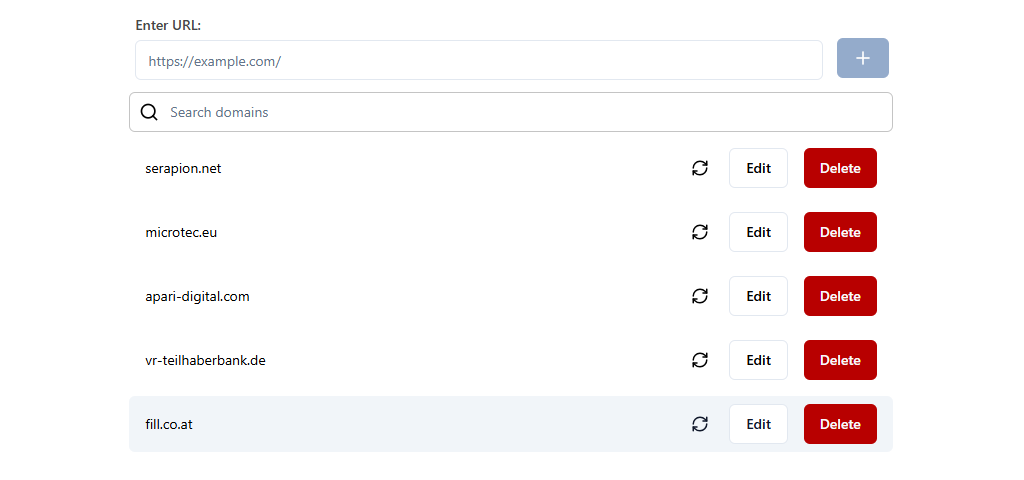 Enter URL:
https://example.com/
Search domains
serapion.net Edit Delete
microtec.eu Edit Delete
apari-digital.com Edit Delete
vr-teilhaberbank.de Edit Delete
fill.co.at Edit Delete